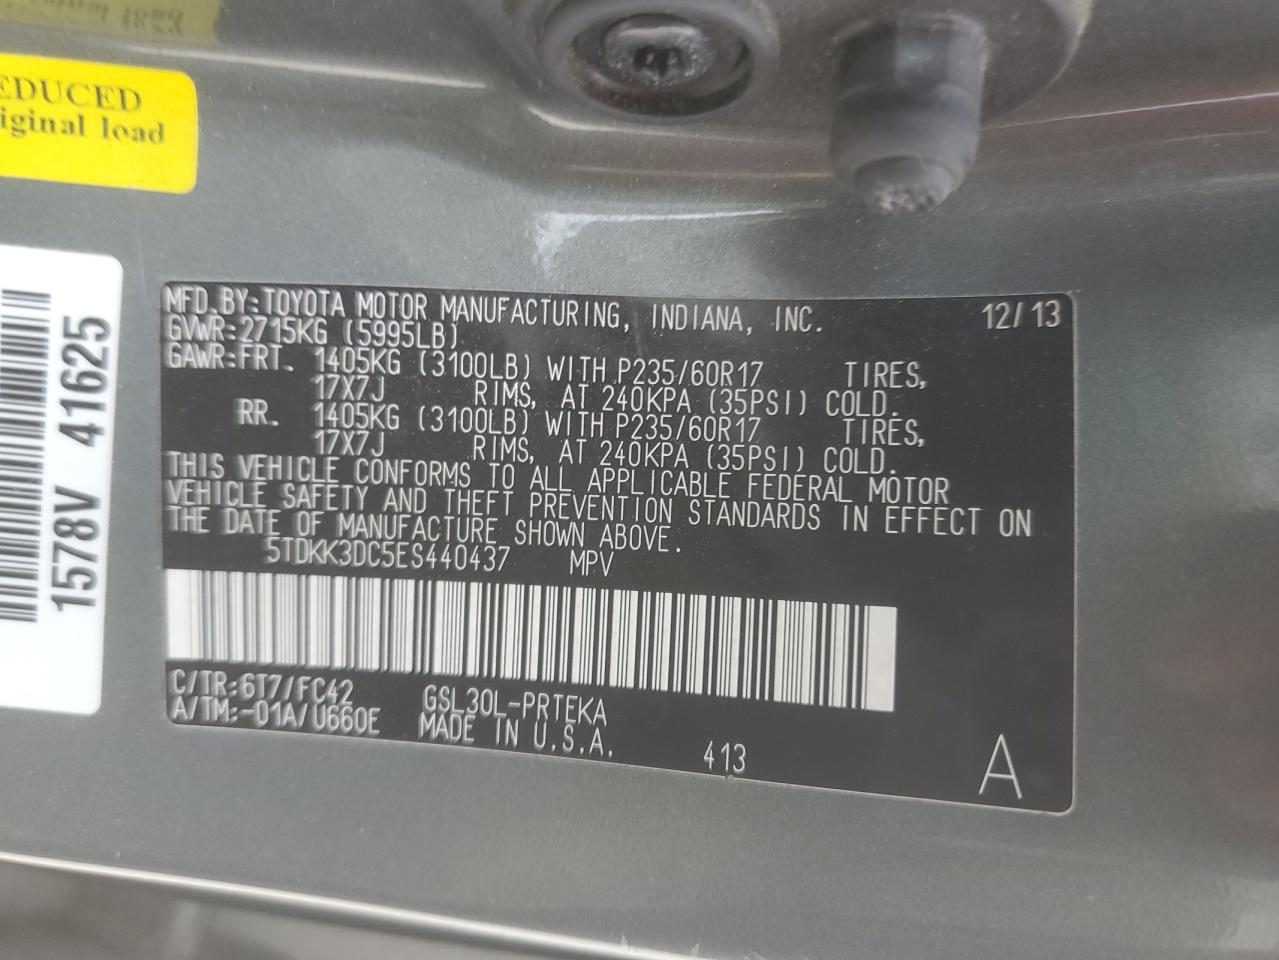 EDUCED
iginal load
1578V 41625
MFD.BY:TOYOTA MOTOR MANUFACTURING, INDIANA, INC. 12/13
GVWR:2715KG (5995LB)
GAWR:FRT. 1405KG (3100LB) WITH P235/60R17 TIRES,
17X7J RIMS, AT 240KPA (35PSI) COLD.
RR. 1405KG (3100LB) WITH P235/60R17 TIRES,
17X7J RIMS, AT 240KPA (35PSI) COLD.
THIS VEHICLE CONFORMS TO ALL APPLICABLE FEDERAL MOTOR
VEHICLE SAFETY AND THEFT PREVENTION STANDARDS IN EFFECT ON
THE DATE OF MANUFACTURE SHOWN ABOVE.
5TDKK3DC5ES440437 MPV
C/TR:6T7/FC42 GSL30L-PRTEKA
A/TM:-01A/U660E MADE IN U.S.A. 413
A